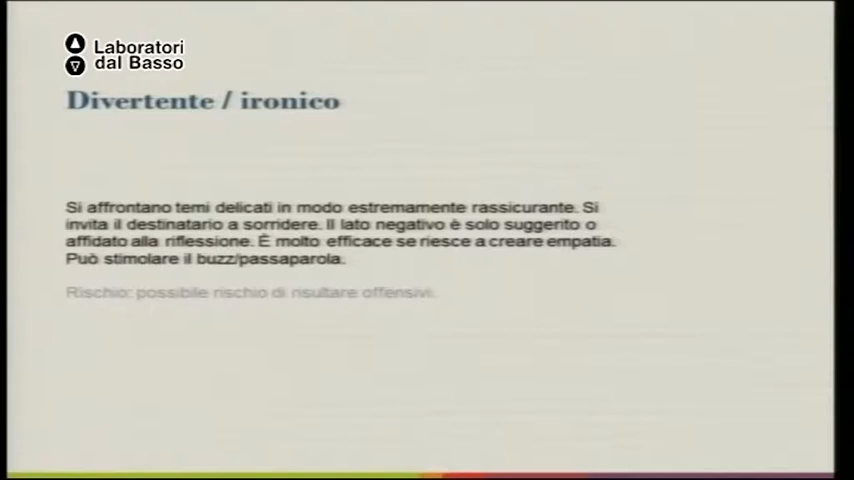 Laboratori
dal Basso
Divertente / ironico
Si affrontano temi delicati in modo estremamente rassicurante. Si
invita il destinatario a sorridere. Il lato negativo è solo suggerito o
affidato alla riflessione. È molto efficace se riesce a creare empatia.
Può stimolare il buzz/passaparola.
Rischio: possibile rischio di risultare offensivi.